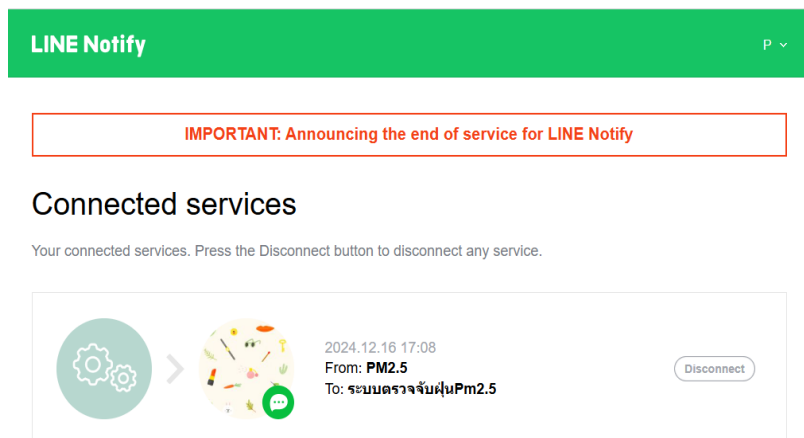 LINE Notify
P
IMPORTANT: Announcing the end of service for LINE Notify
Connected services
Your connected services. Press the Disconnect button to disconnect any service.
2024.12.16 17:08
From: PM2.5
To: ระบบตรวจจับฝุ่นPm2.5
Disconnect